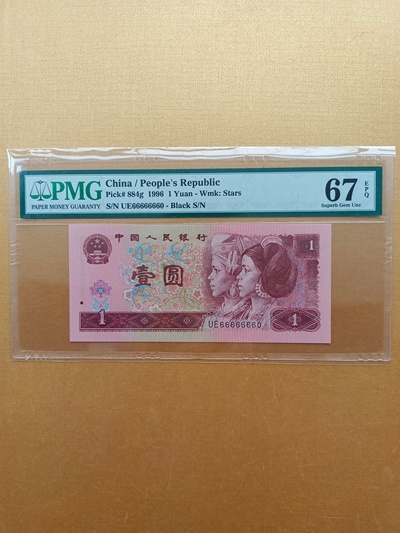 PMG
PAPER MONEY GUARANTY
China / People's Republic
Pick# 884g 1996 1 Yuan - Wmk: Stars
S/N UE66666660 - Black S/N
67 EPQ
Superb Gem Unc
中国人民银行
1
壹圆
UE66666660
1
1